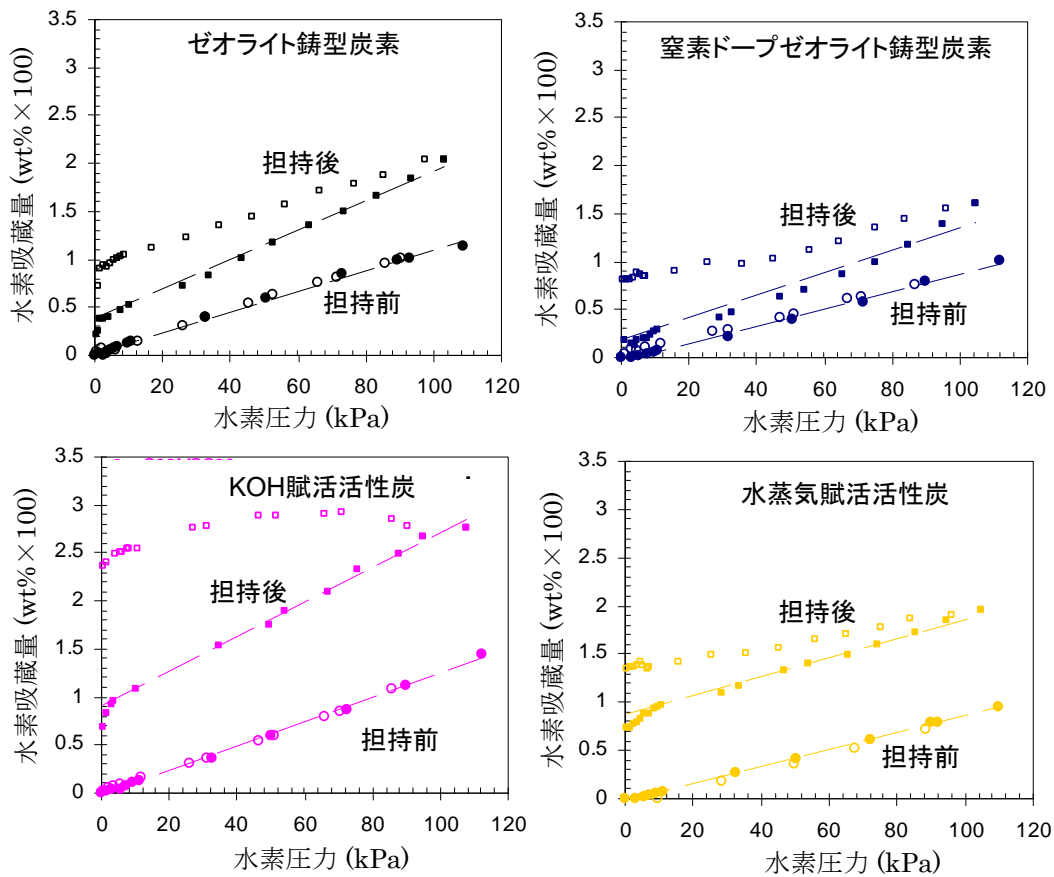 ゼオライト鋳型炭素
水素吸蔵量 (wt%×100)
3.5
3
2.5
2
1.5
1
0.5
0
担持後
担持前
0 20 40 60 80 100 120
水素圧力 (kPa)
窒素ドープゼオライト鋳型炭素
水素吸蔵量 (wt%×100)
3.5
3
2.5
2
1.5
1
0.5
0
担持後
担持前
0 20 40 60 80 100 120
水素圧力 (kPa)
KOH賦活活性炭
水素吸蔵量 (wt%×100)
3.5
3
2.5
2
1.5
1
0.5
0
担持後
担持前
0 20 40 60 80 100 120
水素圧力 (kPa)
水蒸気賦活活性炭
水素吸蔵量 (wt%×100)
3.5
3
2.5
2
1.5
1
0.5
0
担持後
担持前
0 20 40 60 80 100 120
水素圧力 (kPa)